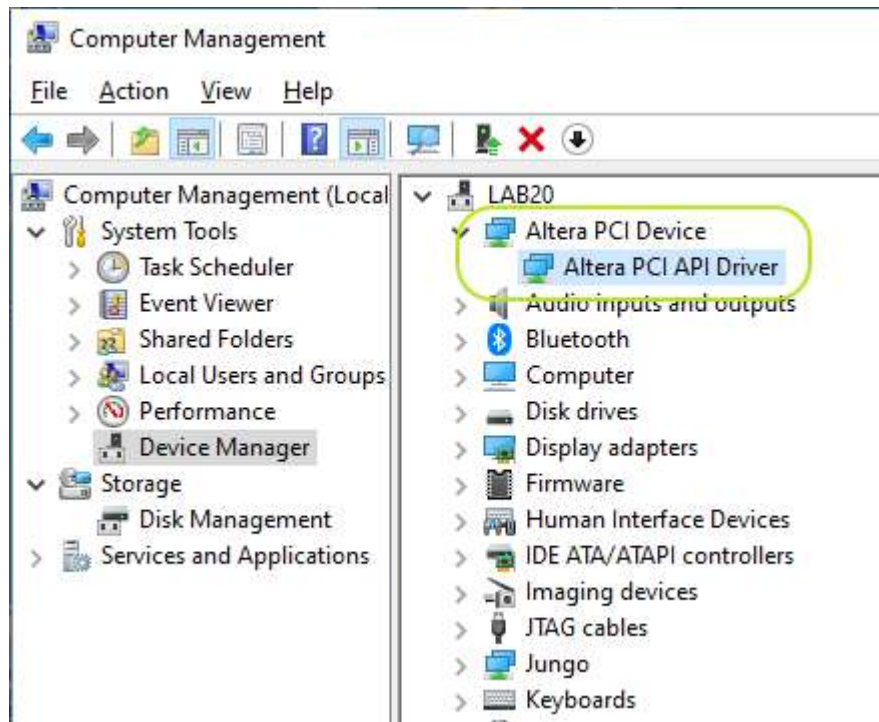 Computer Management
File Action View Help
Computer Management (Local
System Tools
Task Scheduler
Event Viewer
Shared Folders
Local Users and Groups
Performance
Device Manager
Storage
Disk Management
Services and Applications
LAB20
Altera PCI Device
Altera PCI API Driver
Audio inputs and outputs
Bluetooth
Computer
Disk drives
Display adapters
Firmware
Human Interface Devices
IDE ATA/ATAPI controllers
Imaging devices
JTAG cables
Jungo
Keyboards